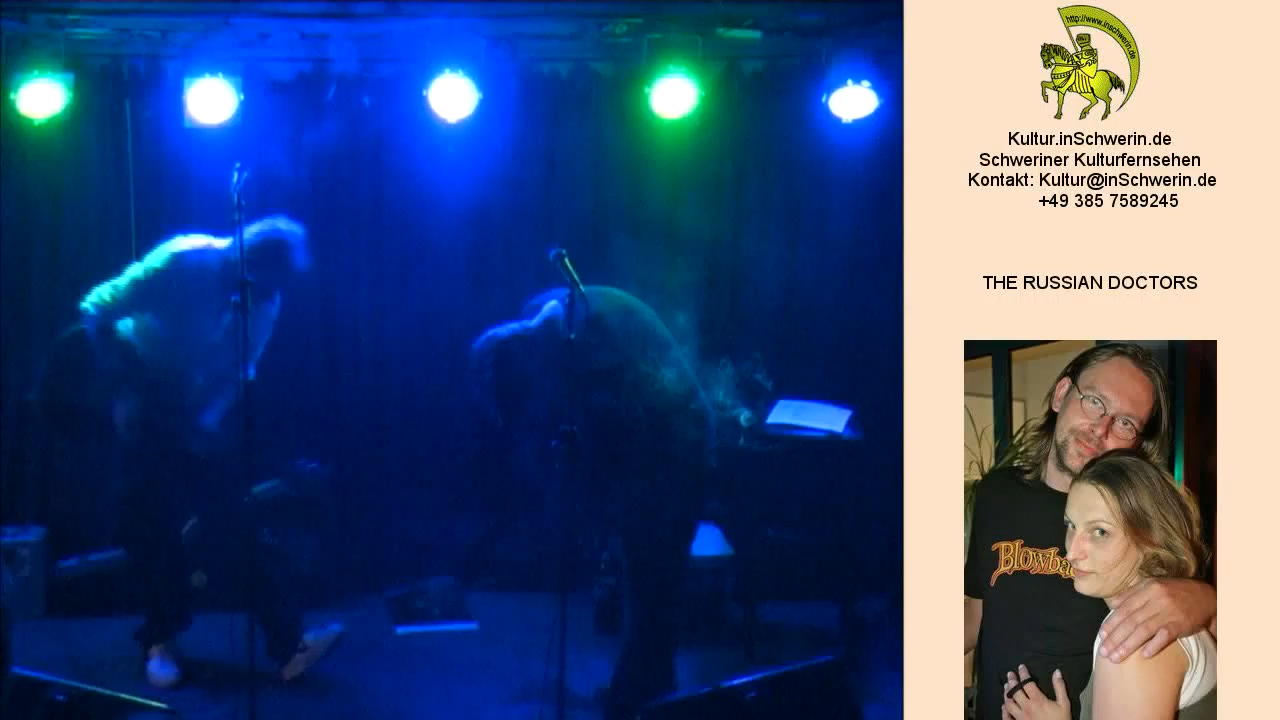 http://www.inschwerin.de
Kultur.inSchwerin.de
Schweriner Kulturfernsehen
Kontakt: Kultur@inSchwerin.de
+49 385 7589245
THE RUSSIAN DOCTORS